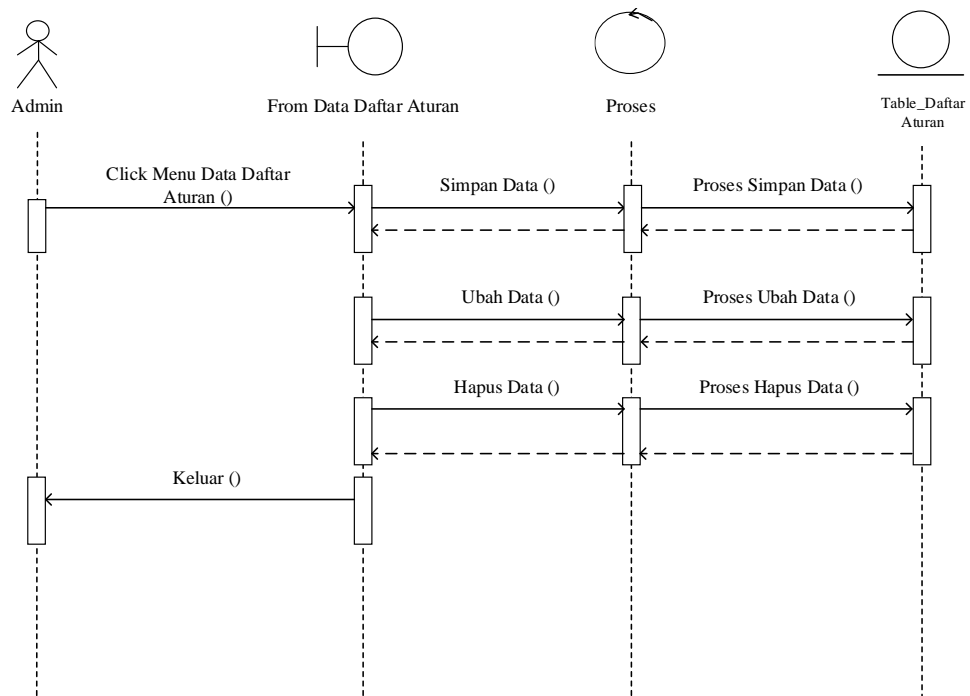 Admin
From Data Daftar Aturan
Proses
Table_Daftar
Aturan
Click Menu Data Daftar
Aturan ()
Simpan Data ()
Proses Simpan Data ()
Ubah Data ()
Proses Ubah Data ()
Hapus Data ()
Proses Hapus Data ()
Keluar ()